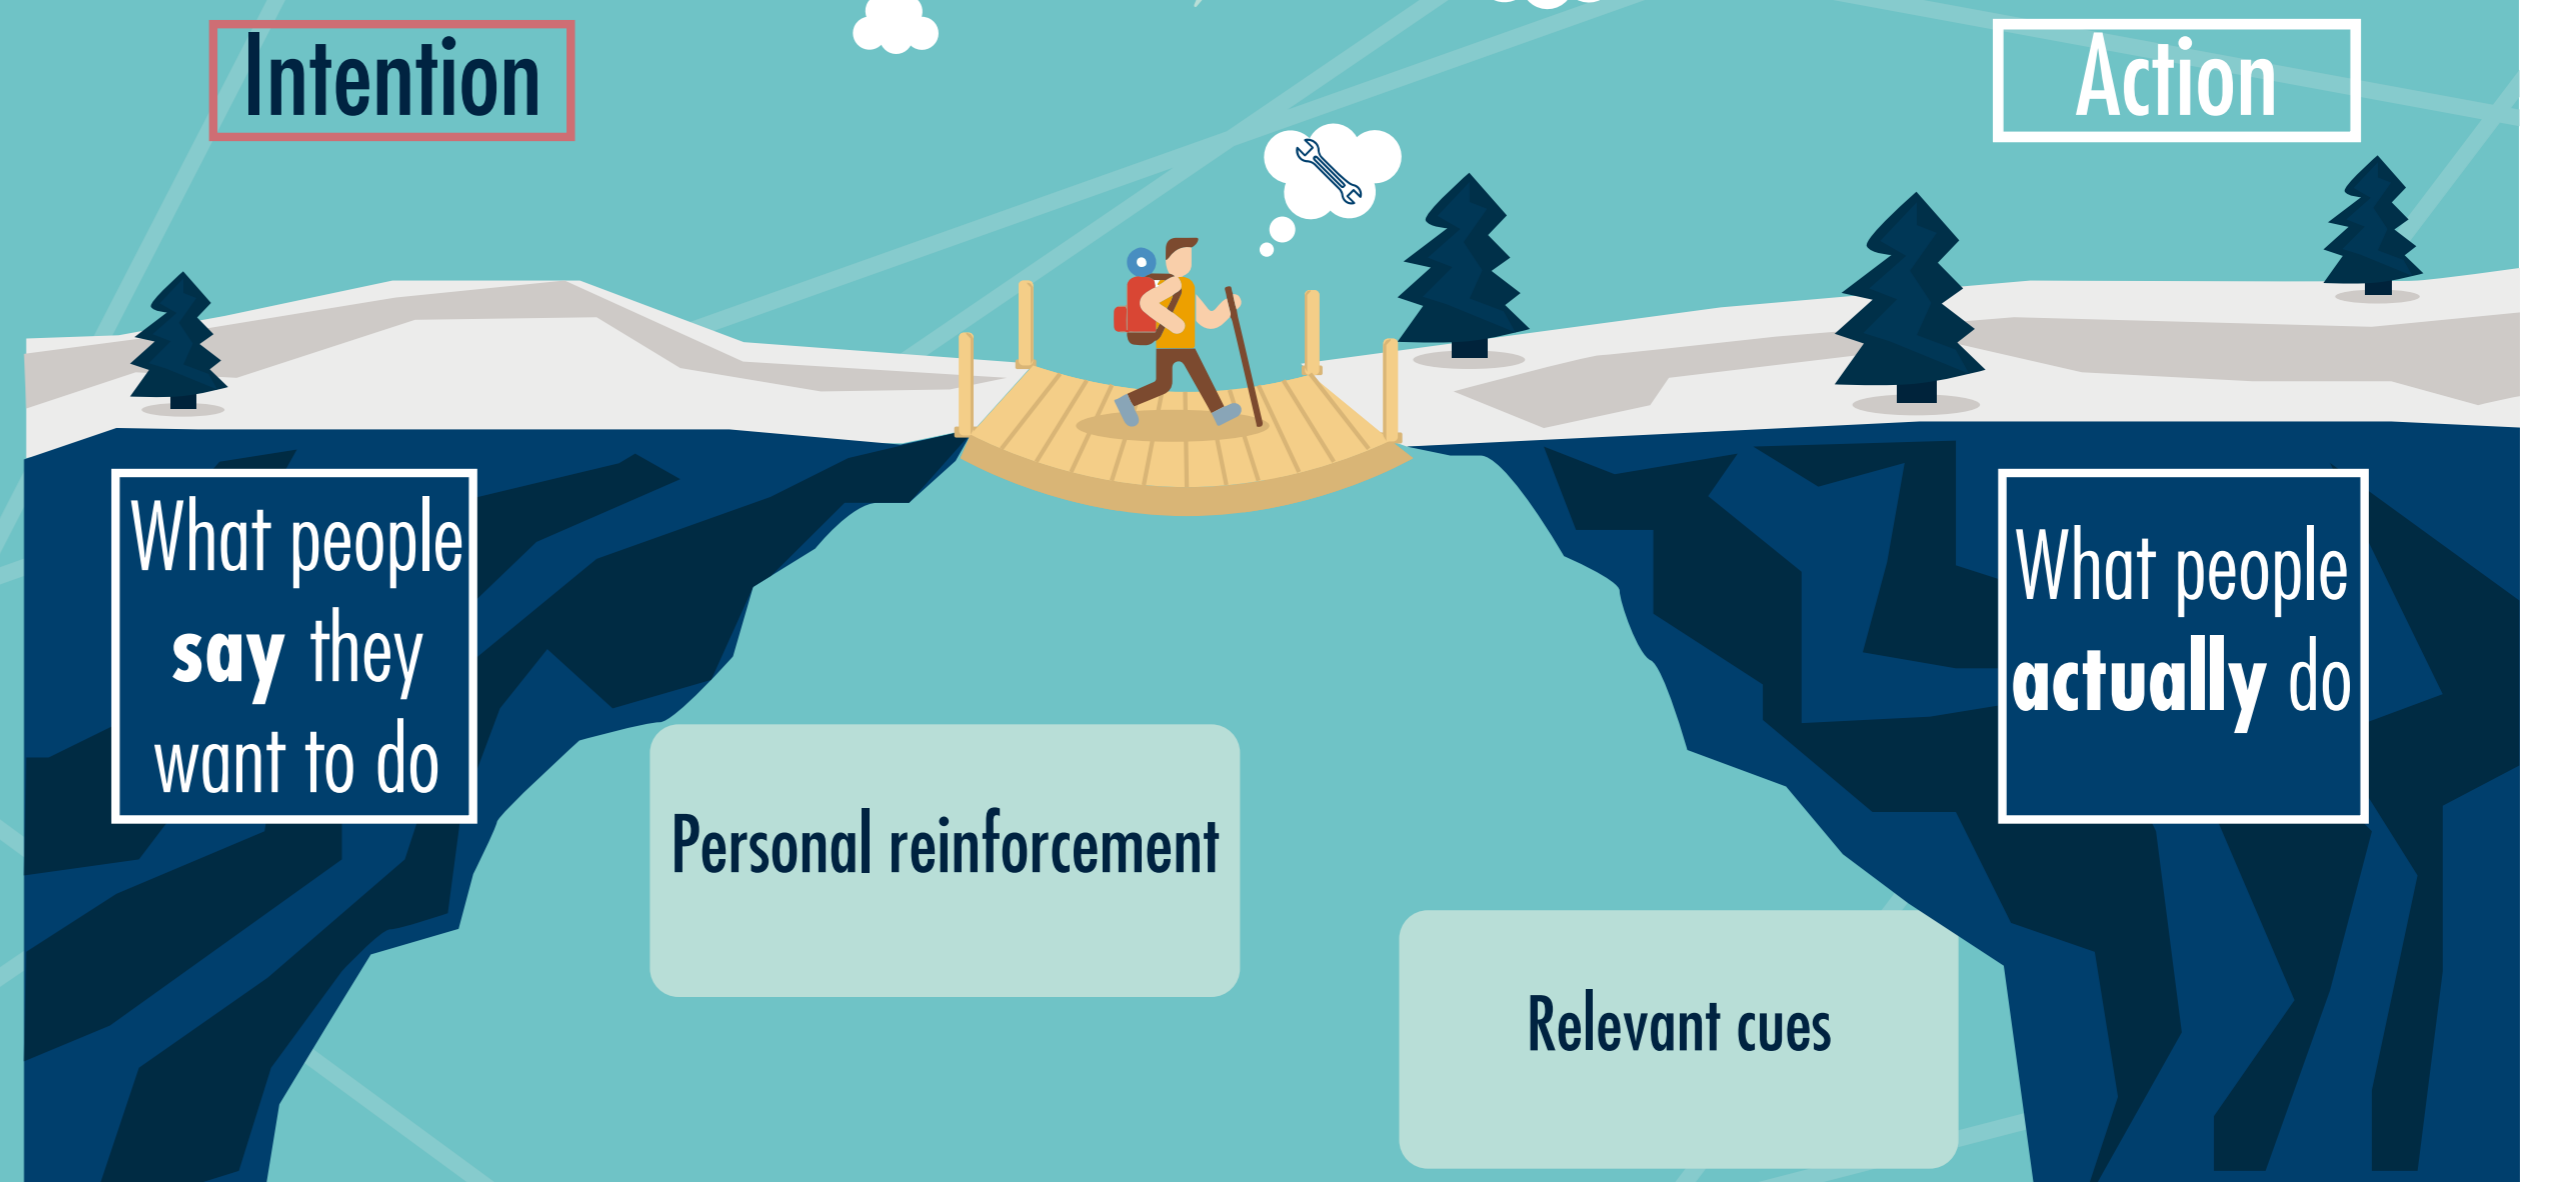 Intention
Action
What people
say they
want to do
What people
actually do
Personal reinforcement
Relevant cues